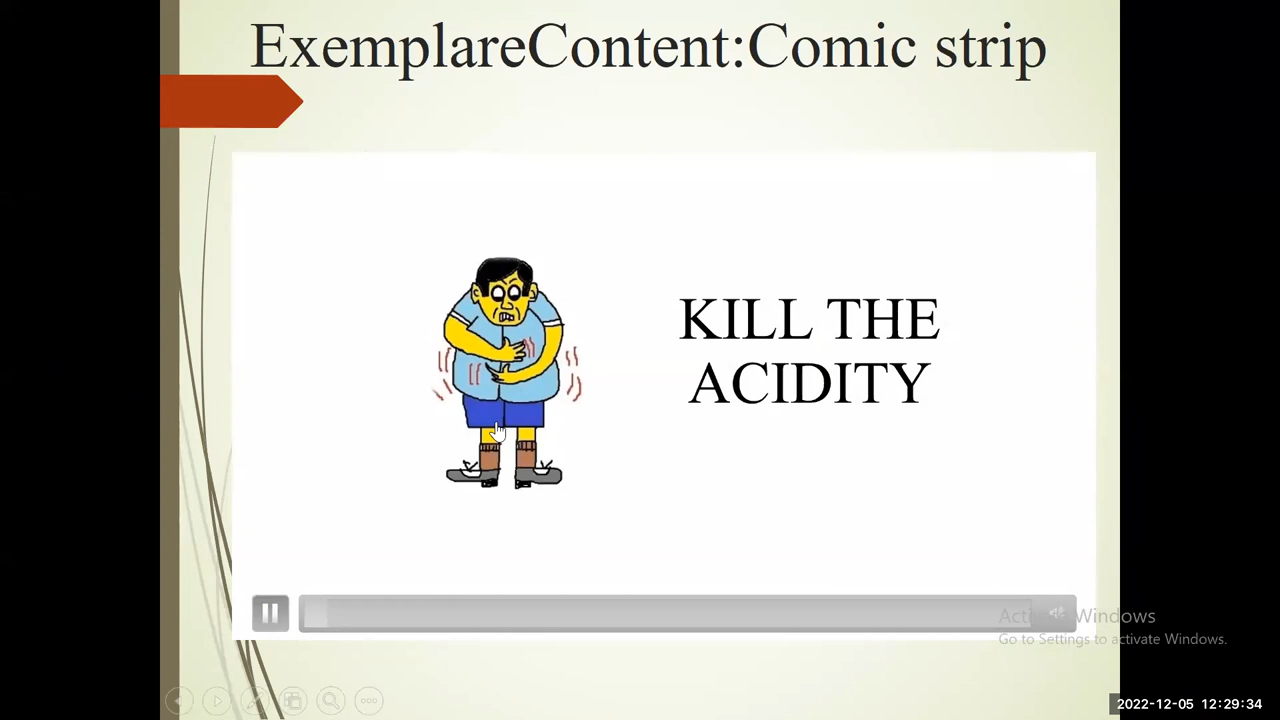 ExemplareContent:Comic strip
KILL THE
ACIDITY
Activate Windows
Go to Settings to activate Windows.
2022-12-05 12:29:34